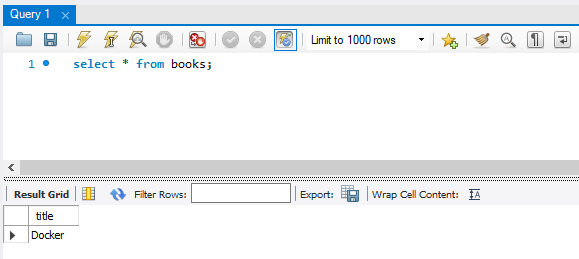 Query 1
Limit to 1000 rows
1 select * from books;
Result Grid Filter Rows: Export: Wrap Cell Content:
title
Docker